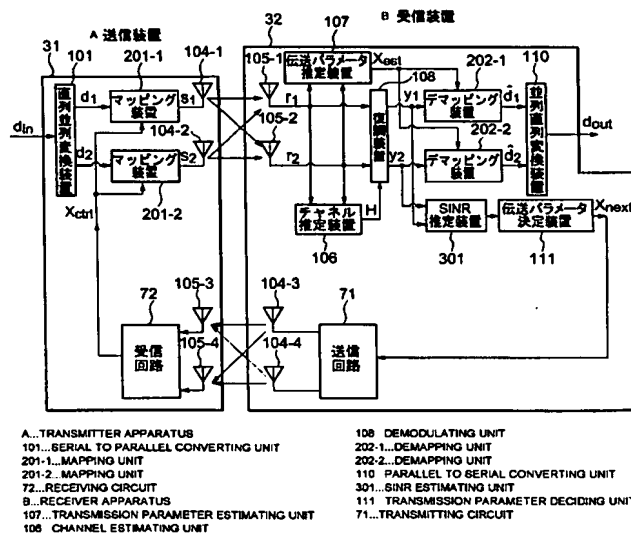 A 送信装置
B 受信装置
31
101
201-1
104-1
32
105-1
107
伝送パラメータ
推定装置
Xest
108
202-1
110
din
直列並列変換装置
d1
マッピング
装置
S1
r1
復調装置
y1
デマッピング
装置
d̂1
並列直列変換装置
dout
104-2
105-2
202-2
d2
マッピング
装置
S2
r2
y2
デマッピング
装置
d̂2
Xctrl
201-2
チャネル
推定装置
H
106
SINR
推定装置
301
伝送パラメータ
決定装置
111
Xnext
72
105-3
104-3
71
受信
回路
105-4
104-4
送信
回路
A...TRANSMITTER APPARATUS
101...SERIAL TO PARALLEL CONVERTING UNIT
201-1...MAPPING UNIT
201-2...MAPPING UNIT
72...RECEIVING CIRCUIT
B...RECEIVER APPARATUS
107...TRANSMISSION PARAMETER ESTIMATING UNIT
106 CHANNEL ESTIMATING UNIT
108 DEMODULATING UNIT
202-1...DEMAPPING UNIT
202-2...DEMAPPING UNIT
110 PARALLEL TO SERIAL CONVERTING UNIT
301...SINR ESTIMATING UNIT
111 TRANSMISSION PARAMETER DECIDING UNIT
71...TRANSMITTING CIRCUIT